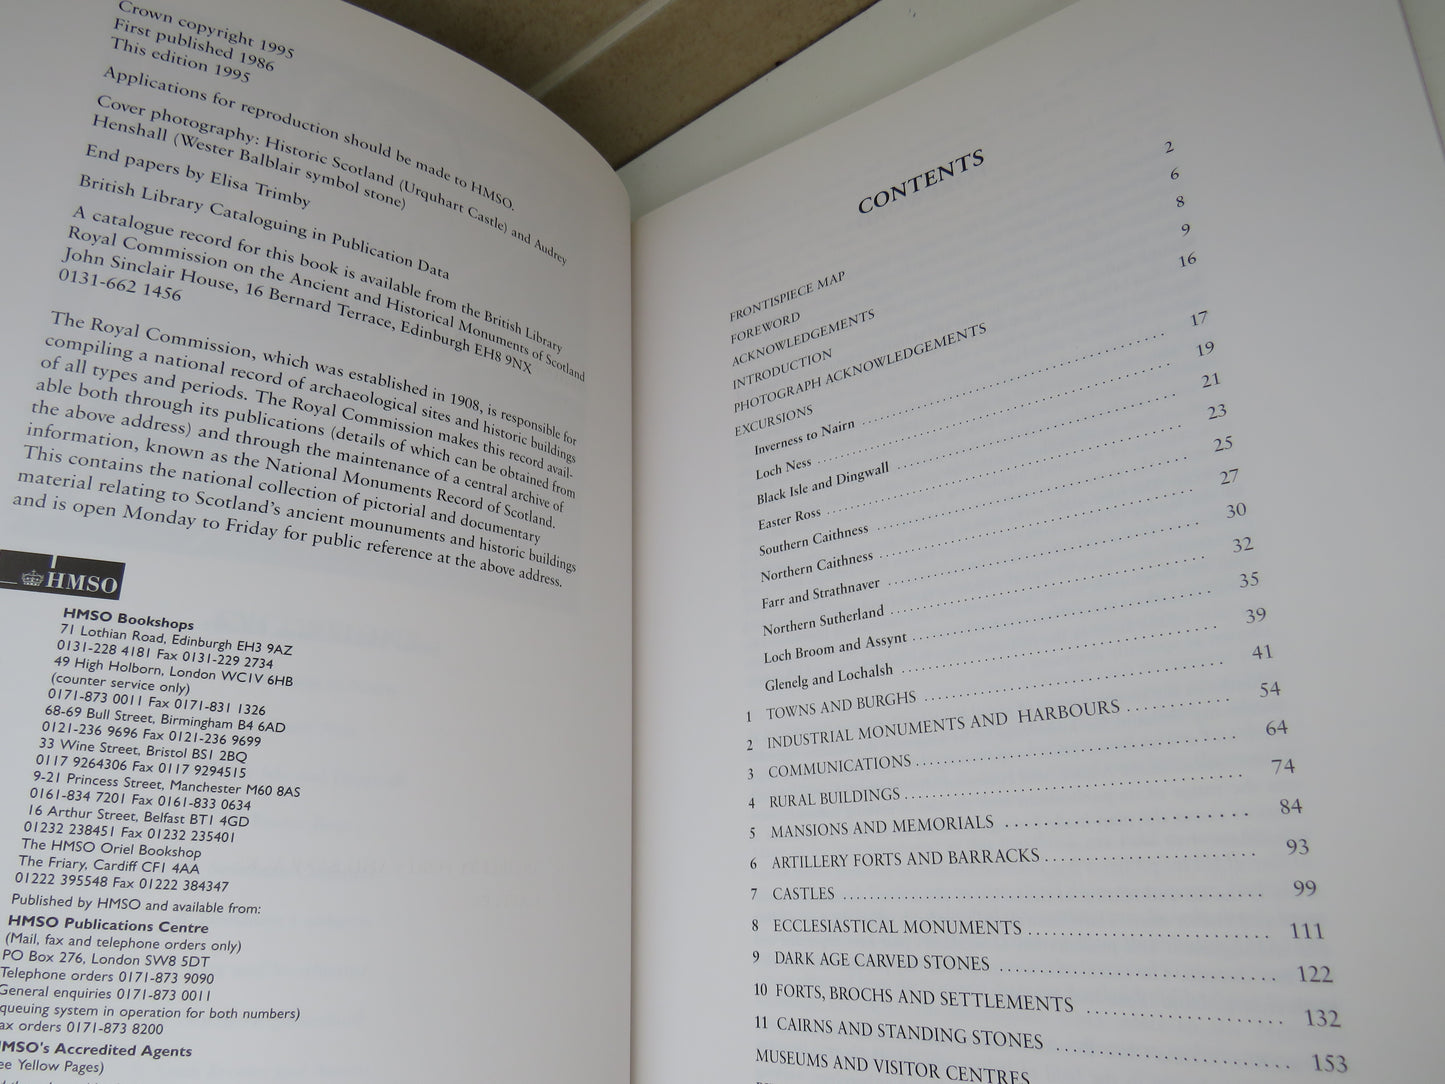 Crown copyright 1995
First published 1986
This edition 1995
Applications for reproduction should be made to HMSO.
Cover photography: Historic Scotland (Urquhart Castle) and Audrey
Henshall (Wester Balblair symbol stone)
End papers by Elisa Trimby
British Library Cataloguing in Publication Data
A catalogue record for this book is available from the British Library
Royal Commission on the Ancient and Historical Monuments of Scotland
John Sinclair House, 16 Bernard Terrace, Edinburgh EH8 9NX
0131-662 1456
The Royal Commission, which was established in 1908, is responsible for
compiling a national record of archaeological sites and historic buildings
of all types and periods. The Royal Commission makes this record avail-
able both through its publications (details of which can be obtained from
the above address) and through the maintenance of a central archive of
information, known as the National Monuments Record of Scotland.
This contains the national collection of pictorial and documentary
material relating to Scotland's ancient mounuments and historic buildings
and is open Monday to Friday for public reference at the above address.
HMSO
HMSO Bookshops
71 Lothian Road, Edinburgh EH3 9AZ
0131-228 4181 Fax 0131-229 2734
49 High Holborn, London WC1V 6HB
(counter service only)
0171-873 0011 Fax 0171-831 1326
68-69 Bull Street, Birmingham B4 6AD
0121-236 9696 Fax 0121-236 9699
33 Wine Street, Bristol BS1 2BQ
0117 9264306 Fax 0117 9294515
9-21 Princess Street, Manchester M60 8AS
0161-834 7201 Fax 0161-833 0634
16 Arthur Street, Belfast BT1 4GD
01232 238451 Fax 01232 235401
The HMSO Oriel Bookshop
The Friary, Cardiff CF1 4AA
01222 395548 Fax 01222 384347
Published by HMSO and available from:
HMSO Publications Centre
(Mail, fax and telephone orders only)
PO Box 276, London SW8 5DT
Telephone orders 0171-873 9090
General enquiries 0171-873 0011
queuing system in operation for both numbers)
ax orders 0171-873 8200
HMSO's Accredited Agents
ee Yellow Pages)
CONTENTS
FRONTISPIECE MAP 2
FOREWORD 6
ACKNOWLEDGEMENTS 8
INTRODUCTION 9
PHOTOGRAPH ACKNOWLEDGEMENTS 16
EXCURSIONS
Inverness to Nairn 17
Loch Ness 19
Black Isle and Dingwall 21
Easter Ross 23
Southern Caithness 25
Northern Caithness 27
Farr and Strathnaver 30
Northern Sutherland 32
Loch Broom and Assynt 35
Glenelg and Lochalsh 39
1 TOWNS AND BURGHS 41
2 INDUSTRIAL MONUMENTS AND HARBOURS 54
3 COMMUNICATIONS 64
4 RURAL BUILDINGS 74
5 MANSIONS AND MEMORIALS 84
6 ARTILLERY FORTS AND BARRACKS 93
7 CASTLES 99
8 ECCLESIASTICAL MONUMENTS 111
9 DARK AGE CARVED STONES 122
10 FORTS, BROCHS AND SETTLEMENTS 132
11 CAIRNS AND STANDING STONES 153
MUSEUMS AND VISITOR CENTRES